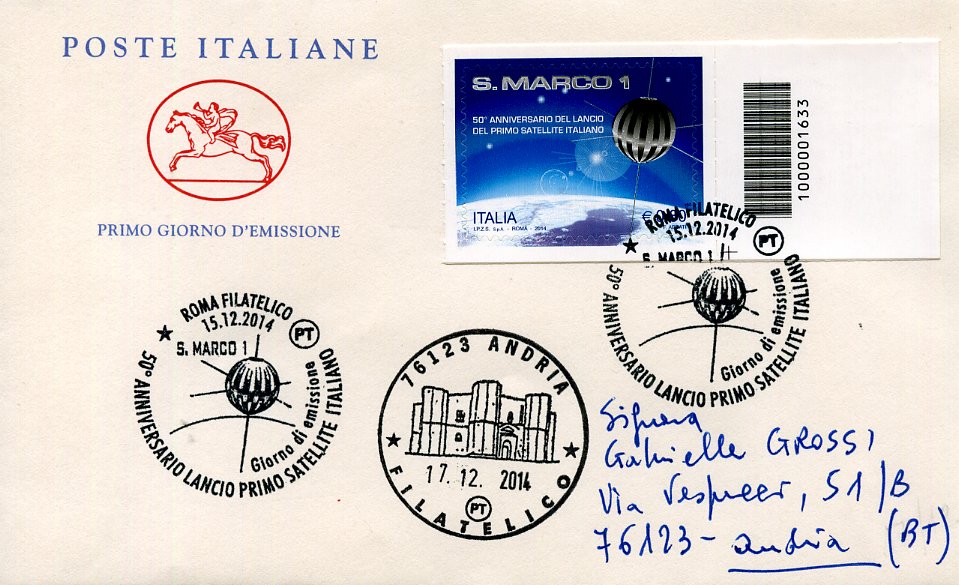 POSTE ITALIANE
PRIMO GIORNO D'EMISSIONE
S. MARCO 1
50° ANNIVERSARIO DEL LANCIO
DEL PRIMO SATELLITE ITALIANO
ITALIA
I.P.Z.S. S.p.A. - ROMA - 2014
€
1000001633
ROMA FILATELICO
15.12.2014
PT
S. MARCO 1
Giorno di emissione
50° ANNIVERSARIO LANCIO PRIMO SATELLITE ITALIANO
ROMA FILATELICO
15.12.2014
PT
S. MARCO 1
Giorno di emissione
50° ANNIVERSARIO LANCIO PRIMO SATELLITE ITALIANO
76123 ANDRIA
17.12. 2014
PT
FILATELICO
Signora
Gabriella GROSSI
Via Vespucci, 51/B
76123 - andria (BT)